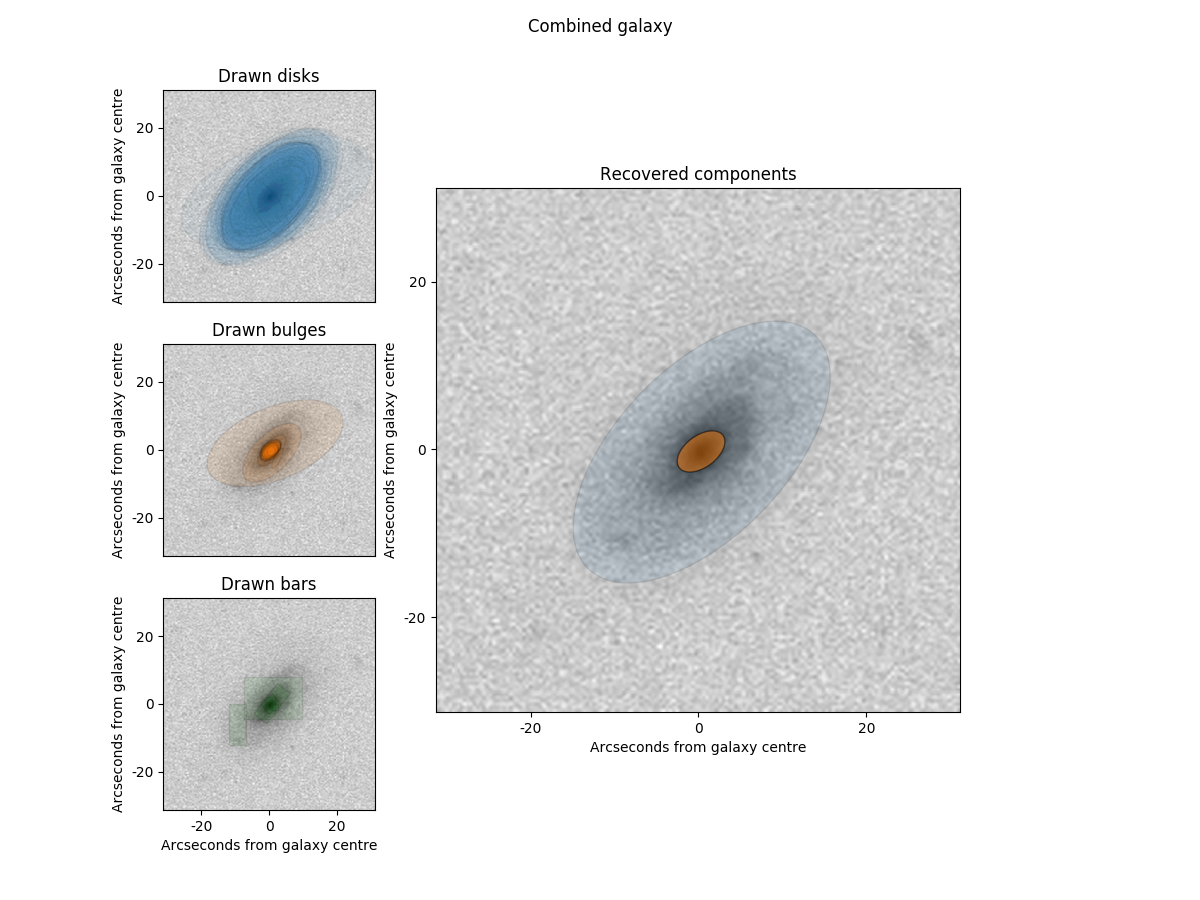 Combined galaxy
Drawn disks
Arcseconds from galaxy centre
20
0
-20
Drawn bulges
Arcseconds from galaxy centre
20
0
-20
Drawn bars
Arcseconds from galaxy centre
20
0
-20
-20 0 20
Arcseconds from galaxy centre
Recovered components
Arcseconds from galaxy centre
20
0
-20
-20 0 20
Arcseconds from galaxy centre